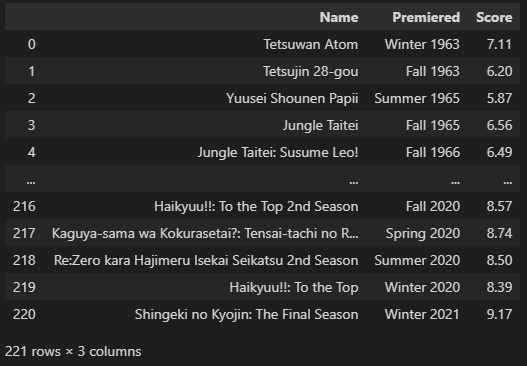 Name Premiered Score
0 Tetsuwan Atom Winter 1963 7.11
1 Tetsujin 28-gou Fall 1963 6.20
2 Yuusei Shounen Papii Summer 1965 5.87
3 Jungle Taitei Fall 1965 6.56
4 Jungle Taitei: Susume Leo! Fall 1966 6.49
... ... ... ...
216 Haikyuu!!: To the Top 2nd Season Fall 2020 8.57
217 Kaguya-sama wa Kokurasetai?: Tensai-tachi no R... Spring 2020 8.74
218 Re:Zero kara Hajimeru Isekai Seikatsu 2nd Season Summer 2020 8.50
219 Haikyuu!!: To the Top Winter 2020 8.39
220 Shingeki no Kyojin: The Final Season Winter 2021 9.17
221 rows × 3 columns